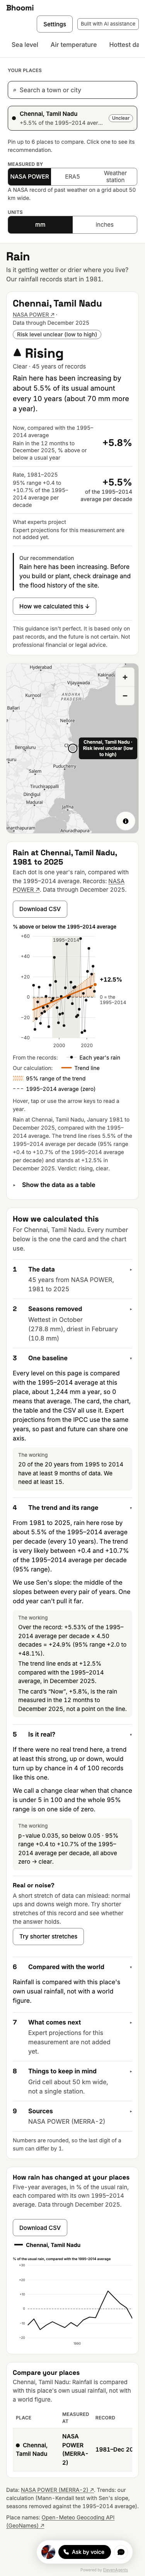 Bhoomi
Settings
Built with AI assistance
Sea level
Air temperature
Hottest da
YOUR PLACES
Search a town or city
Chennai, Tamil Nadu
+5.5% of the 1995–2014 aver…
Unclear
Pin up to 6 places to compare. Click one to see its
recommendation.
MEASURED BY
NASA POWER
ERA5
Weather
station
A NASA record of past weather on a grid about 50
km wide.
UNITS
mm
inches
Rain
Is it getting wetter or drier where you live?
Our rainfall records start in 1981.
Chennai, Tamil Nadu
NASA POWER ↗ ·
Data through December 2025
Risk level unclear (low to high)
▲ Rising
Clear · 45 years of records
Rain here has been increasing by
about 5.5% of its usual amount
every 10 years (about 70 mm more
a year).
Now, compared with the 1995–
2014 average
Rain in the 12 months to
December 2025, % above or
below a usual year
+5.8%
Rate, 1981–2025
95% range +0.4 to
+10.7% of the 1995–
2014 average per
decade
+5.5%
of the 1995–2014
average per decade
What experts project
Expert projections for this measurement are
not added yet.
Our recommendation
Rain here has been increasing. Before
you build or plant, check drainage and
the flood history of the site.
How we calculated this ↓
This guidance isn't perfect. It is based only on
past records, and the future is not certain. Not
professional financial or legal advice.
Hyderabad
Kakinada
Vijayawada
Kurnool
ANDHRA
PRADESH
Ballari
Nellore
Bengaluru
Chennai, Tamil Nadu ·
Risk level unclear (low
to high)
Puducherry
Salem
Tiruchirappalli
Dindigul
Madurai
Jaffna
Anuradhapura
Rain at Chennai, Tamil Nadu,
1981 to 2025
Each dot is one year's rain, compared with
the 1995–2014 average. Records: NASA
POWER ↗. Data through December 2025.
Download CSV
% above or below the 1995–2014 average
+60
1995–2014
+40
+20
+12.5%
0
0 = the
1995–2014
−20
−40
2000
2020
From the records:
Each year's rain
Our calculation:
Trend line
95% range of the trend
1995–2014 average (zero)
Hover, tap or use the arrow keys to read a
year.
Rain at Chennai, Tamil Nadu, January 1981 to
December 2025, compared with the 1995–2014
average. The trend line rises 5.5% of the
1995–2014 average per decade (95% range
+0.4 to +10.7% of the 1995–2014 average per
decade) and stands at +12.5% in
December 2025. Verdict: rising, clear.
Show the data as a table
How we calculated this
For Chennai, Tamil Nadu. Every number
below is the one the card and the chart
use.
1
The data
45 years from NASA POWER,
1981 to 2025
2
Seasons removed
Wettest in October
(278.8 mm), driest in February
(10.8 mm)
3
One baseline
Every level on this page is compared
with the 1995–2014 average at this
place, about 1,244 mm a year, so 0
means that average. The card, the
chart and the CSV all use it. Expert
projections from the IPCC use the same
years, so past and future can share one
axis.
The working
20 of the 20 years from 1995 to 2014
have at least 9 months of data. We
need at least 15.
4
The trend and its range
From 1981 to 2025, rain here rose by
about 5.5% of the 1995–2014 average
per decade (every 10 years). The trend
is very likely between +0.4 and +10.7%
of the 1995–2014 average per decade
(95% range).
We use Sen's slope: the middle of the
slopes between every pair of years. One
odd year can't pull it far.
The working
Over the record: +5.53% of the 1995–
2014 average per decade × 4.50
decades = +24.9% (95% range +2.0 to
+48.1%).
The trend line ends at +12.5%
compared with the 1995–2014
average, in December 2025.
The card's “Now”, +5.8%, is the rain
measured in the 12 months to
December 2025, not a point on the line.
5
Is it real?
If there were no real trend here, a trend
at least this strong, up or down, would
turn up by chance in 4 of 100 records
like this one.
We call a change clear when that chance
is under 5 in 100 and the whole 95%
range is on one side of zero.
The working
p-value 0.035, so below 0.05 · 95%
range +0.4 to +10.7% of the 1995–
2014 average per decade, all above
zero → clear.
Real or noise?
A short stretch of data can mislead: normal
ups and downs weigh more. Try shorter
stretches of this record and see whether
the answer holds.
Try shorter stretches
6
Compared with the world
Rainfall is compared with this place's
own usual rainfall, not with a world
figure.
7
What comes next
Expert projections for this
measurement are not added
yet.
8
Things to keep in mind
Grid cell about 50 km wide,
not a single station.
9
Sources
NASA POWER (MERRA-2)
Numbers are rounded, so the last digit of a
sum can differ by 1.
How rain has changed at your places
Five-year averages, in % of the usual rain,
each compared with its own 1995–2014
average. Data through December 2025.
Download CSV
Chennai, Tamil Nadu
% of the usual rain, compared with the 1995–2014 average
1990
Compare your places
Chennai, Tamil Nadu: Rainfall is compared
with this place's own usual rainfall, not with
a world figure.
PLACE
MEASURED
AT
RECORD
Chennai,
Tamil Nadu
NASA
POWER
(MERRA-
2)
1981–Dec 20
Data: NASA POWER (MERRA-2) ↗. Trends: our
calculation (Mann-Kendall test with Sen's slope,
seasons removed against the 1995–2014 average).
Place names: Open-Meteo Geocoding API
(GeoNames) ↗
Ask by voice
Powered by ElevenAgents